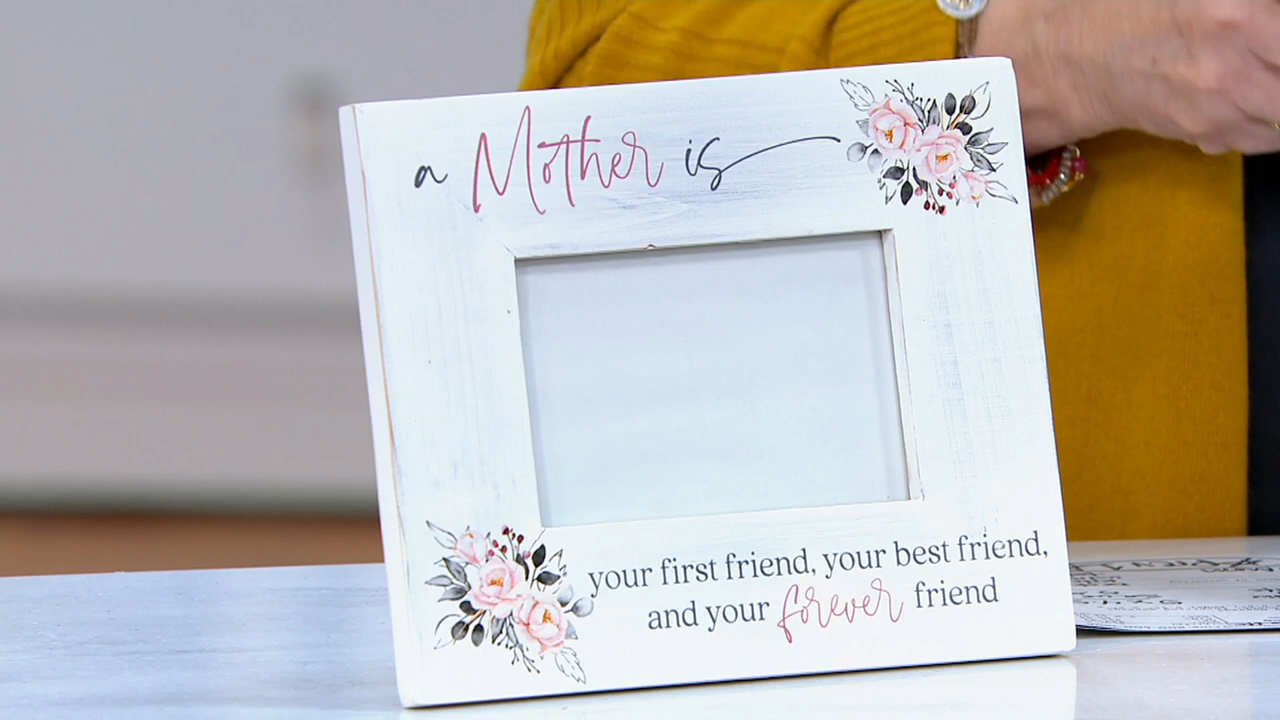 a Mother is
your first friend, your best friend,
and your forever friend